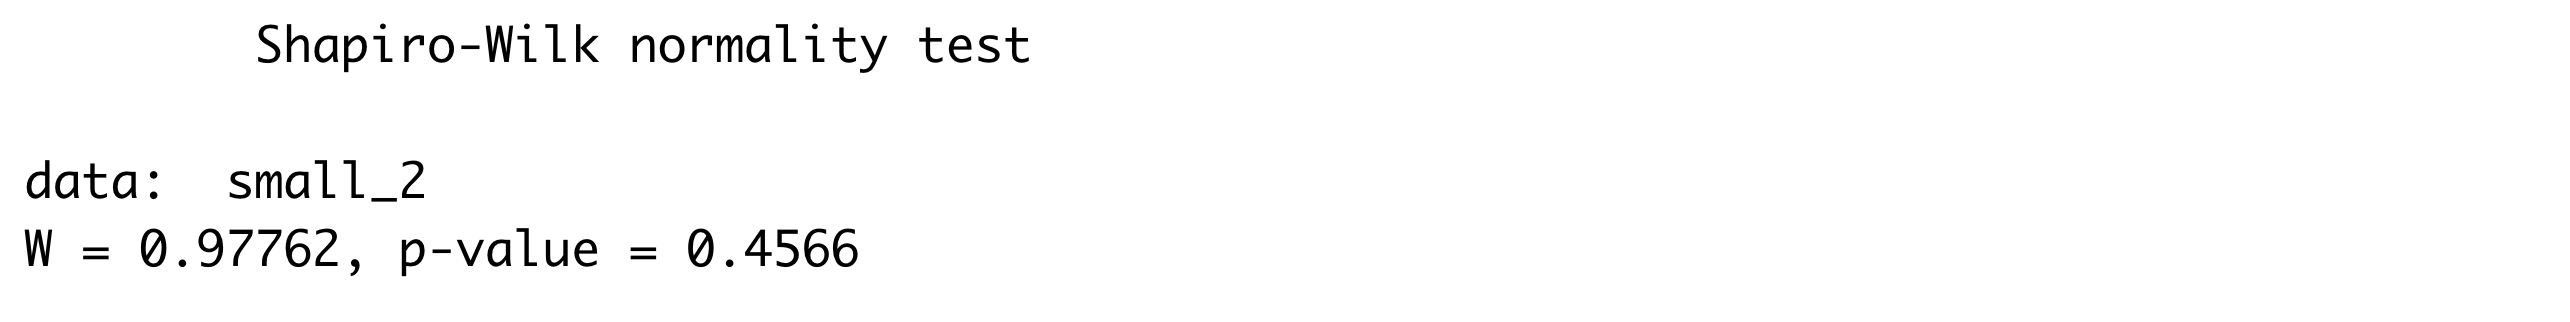 Shapiro-Wilk normality test
data:  small_2
W = 0.97762, p-value = 0.4566